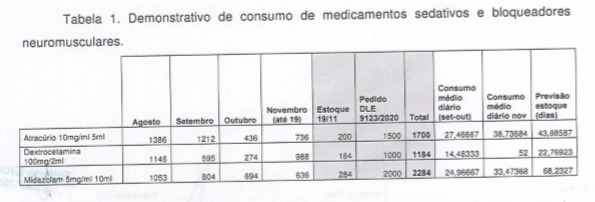 Tabela 1. Demonstrativo de consumo de medicamentos sedativos e bloqueadores
neuromusculares.
Agosto Setembro Outubro Novembro (até 19) Estoque 19/11 Pedido DLE 9123/2020 Total Consumo médio diário (set-out) Consumo médio diário nov Previsão estoque (dias)
Atracúrio 10mg/ml 5ml 1386 1212 436 736 200 1500 1700 27,46667 38,73684 43,88587
Dextrocetamina 100mg/2ml 1146 595 274 988 184 1000 1184 14,48333 52 22,76923
Midazolam 5mg/ml 10ml 1053 804 694 636 284 2000 2284 24,96667 33,47368 68,2327